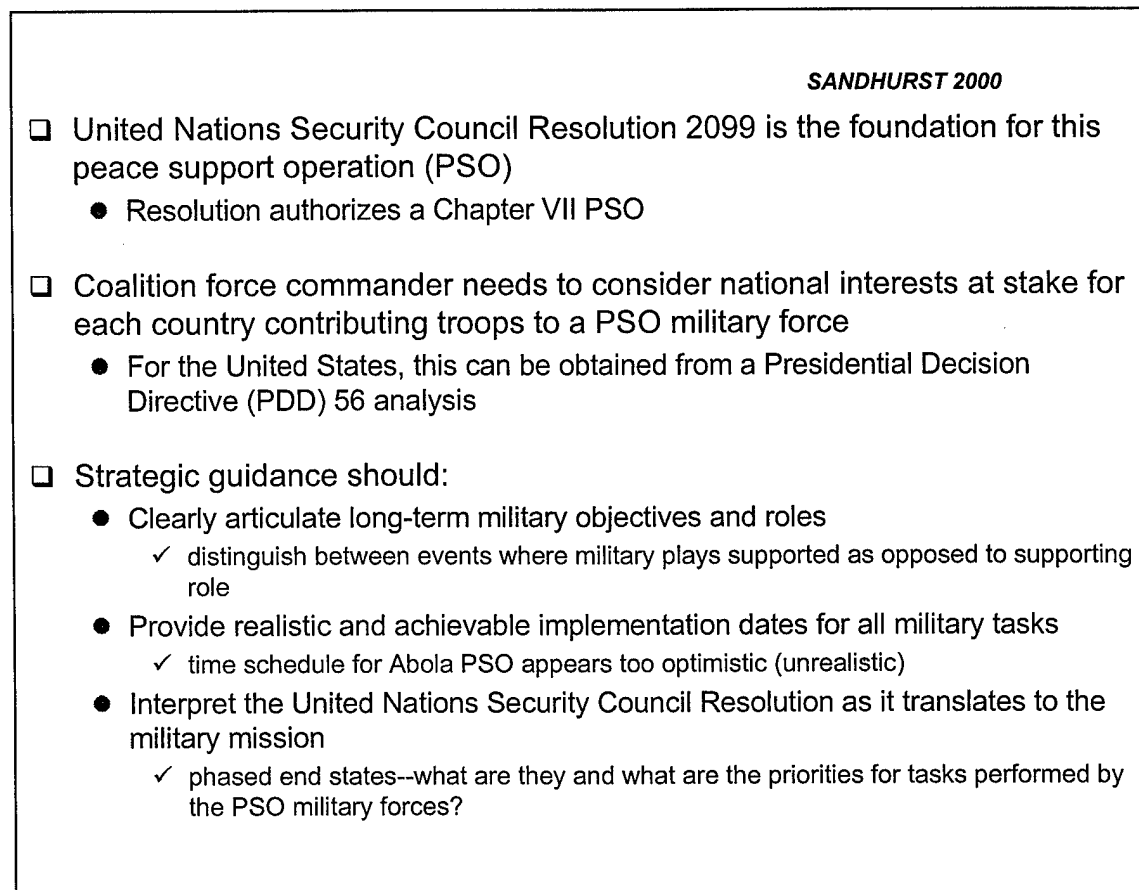 SANDHURST 2000
❑ United Nations Security Council Resolution 2099 is the foundation for this
peace support operation (PSO)
● Resolution authorizes a Chapter VII PSO
❑ Coalition force commander needs to consider national interests at stake for
each country contributing troops to a PSO military force
● For the United States, this can be obtained from a Presidential Decision
Directive (PDD) 56 analysis
❑ Strategic guidance should:
● Clearly articulate long-term military objectives and roles
✓ distinguish between events where military plays supported as opposed to supporting
role
● Provide realistic and achievable implementation dates for all military tasks
✓ time schedule for Abola PSO appears too optimistic (unrealistic)
● Interpret the United Nations Security Council Resolution as it translates to the
military mission
✓ phased end states--what are they and what are the priorities for tasks performed by
the PSO military forces?